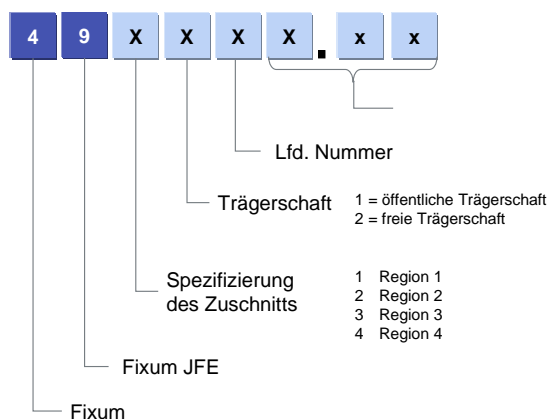 4 9 X X X X . x x
Lfd. Nummer
Trägerschaft
1 = öffentliche Trägerschaft
2 = freie Trägerschaft
Spezifizierung
des Zuschnitts
1 Region 1
2 Region 2
3 Region 3
4 Region 4
Fixum JFE
Fixum